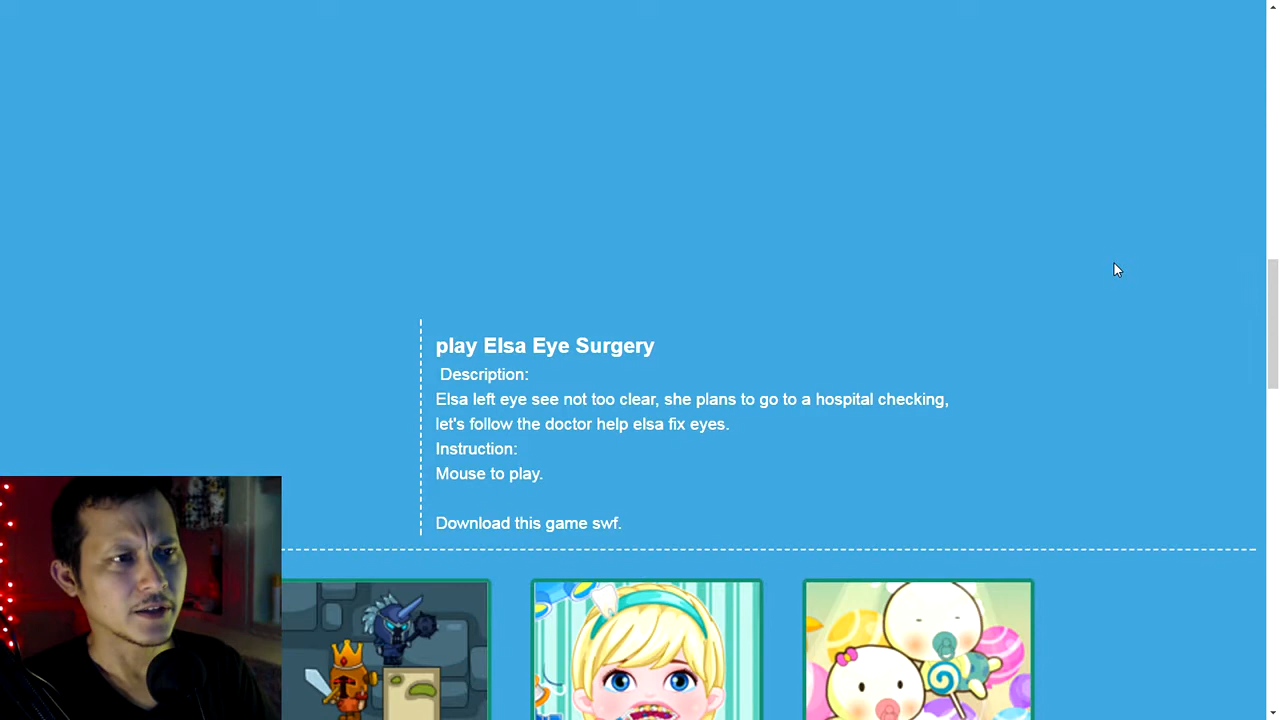 play Elsa Eye Surgery
Description:
Elsa left eye see not too clear, she plans to go to a hospital checking,
let's follow the doctor help elsa fix eyes.
Instruction:
Mouse to play.
Download this game swf.